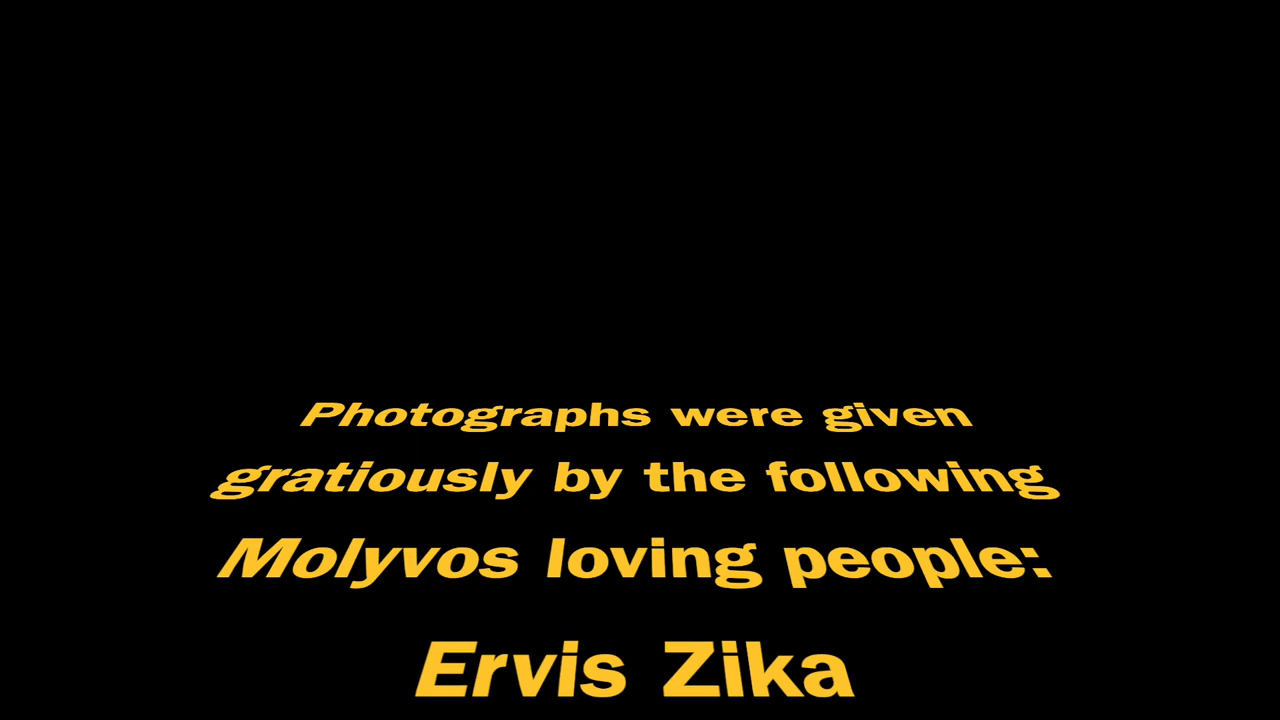 Photographs were given
gratiously by the following
Molyvos loving people:
Ervis Zika